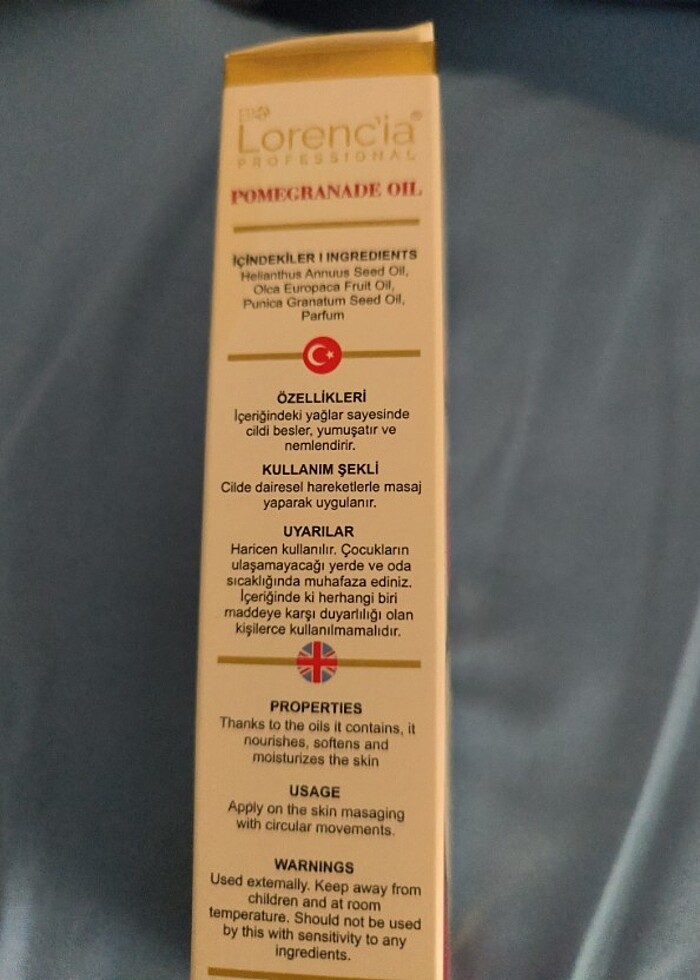 BIO
Lorencia®
PROFESSIONAL
POMEGRANADE OIL
İÇİNDEKİLER I INGREDIENTS
Helianthus Annuus Seed Oil,
Olca Europaca Fruit Oil,
Punica Granatum Seed Oil,
Parfum
ÖZELLİKLERİ
İçeriğindeki yağlar sayesinde
cildi besler, yumuşatır ve
nemlendirir.
KULLANIM ŞEKLİ
Cilde dairesel hareketlerle masaj
yaparak uygulanır.
UYARILAR
Haricen kullanılır. Çocukların
ulaşamayacağı yerde ve oda
sıcaklığında muhafaza ediniz.
İçeriğinde ki herhangi biri
maddeye karşı duyarlılığı olan
kişilerce kullanılmamalıdır.
PROPERTIES
Thanks to the oils it contains, it
nourishes, softens and
moisturizes the skin
USAGE
Apply on the skin masaging
with circular movements.
WARNINGS
Used externally. Keep away from
children and at room
temperature. Should not be used
by this with sensitivity to any
ingredients.